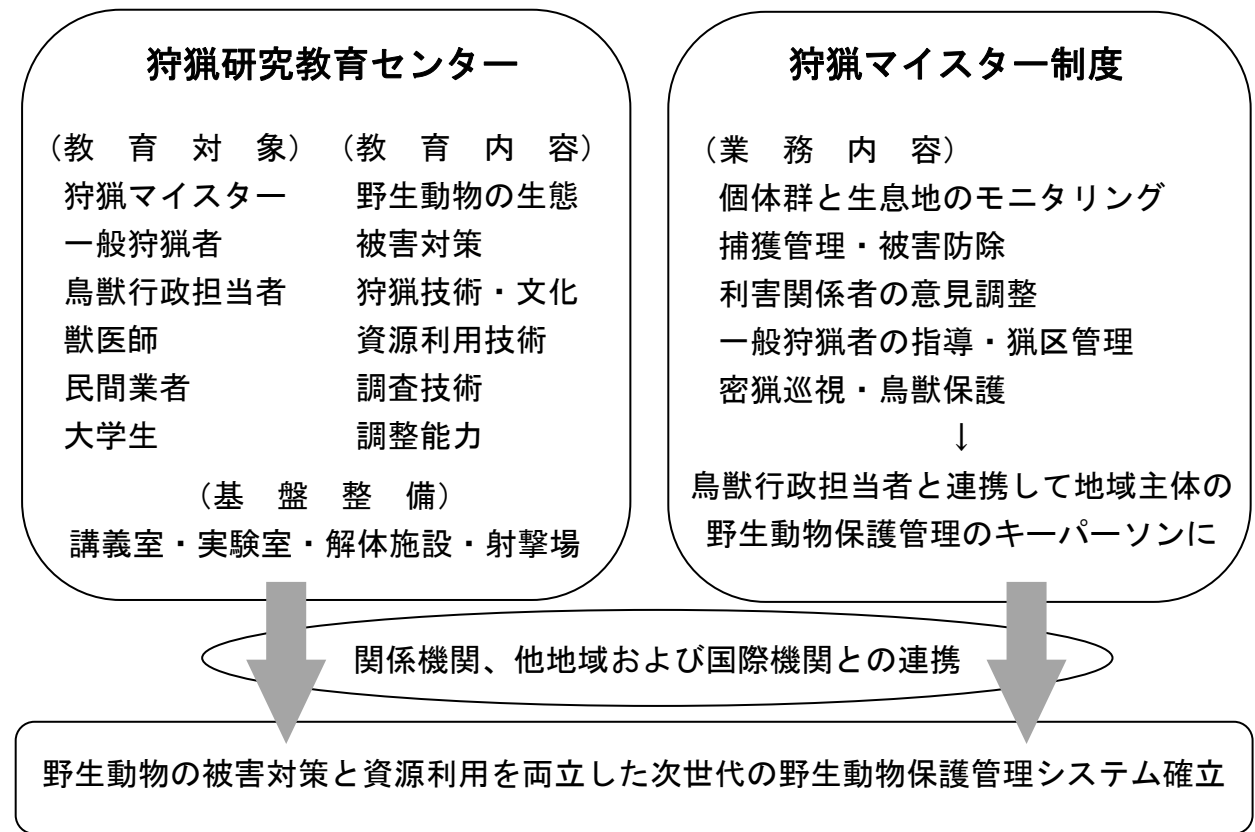 狩猟研究教育センター
（教　育　対　象）（教　育　内　容）
狩猟マイスター　　野生動物の生態
一般狩猟者　　　　被害対策
鳥獣行政担当者　　狩猟技術・文化
獣医師　　　　　　資源利用技術
民間業者　　　　　調査技術
大学生　　　　　　調整能力
（基　盤　整　備）
講義室・実験室・解体施設・射撃場
狩猟マイスター制度
（業　務　内　容）
個体群と生息地のモニタリング
捕獲管理・被害防除
利害関係者の意見調整
一般狩猟者の指導・猟区管理
密猟巡視・鳥獣保護
↓
鳥獣行政担当者と連携して地域主体の
野生動物保護管理のキーパーソンに
関係機関、他地域および国際機関との連携
野生動物の被害対策と資源利用を両立した次世代の野生動物保護管理システム確立